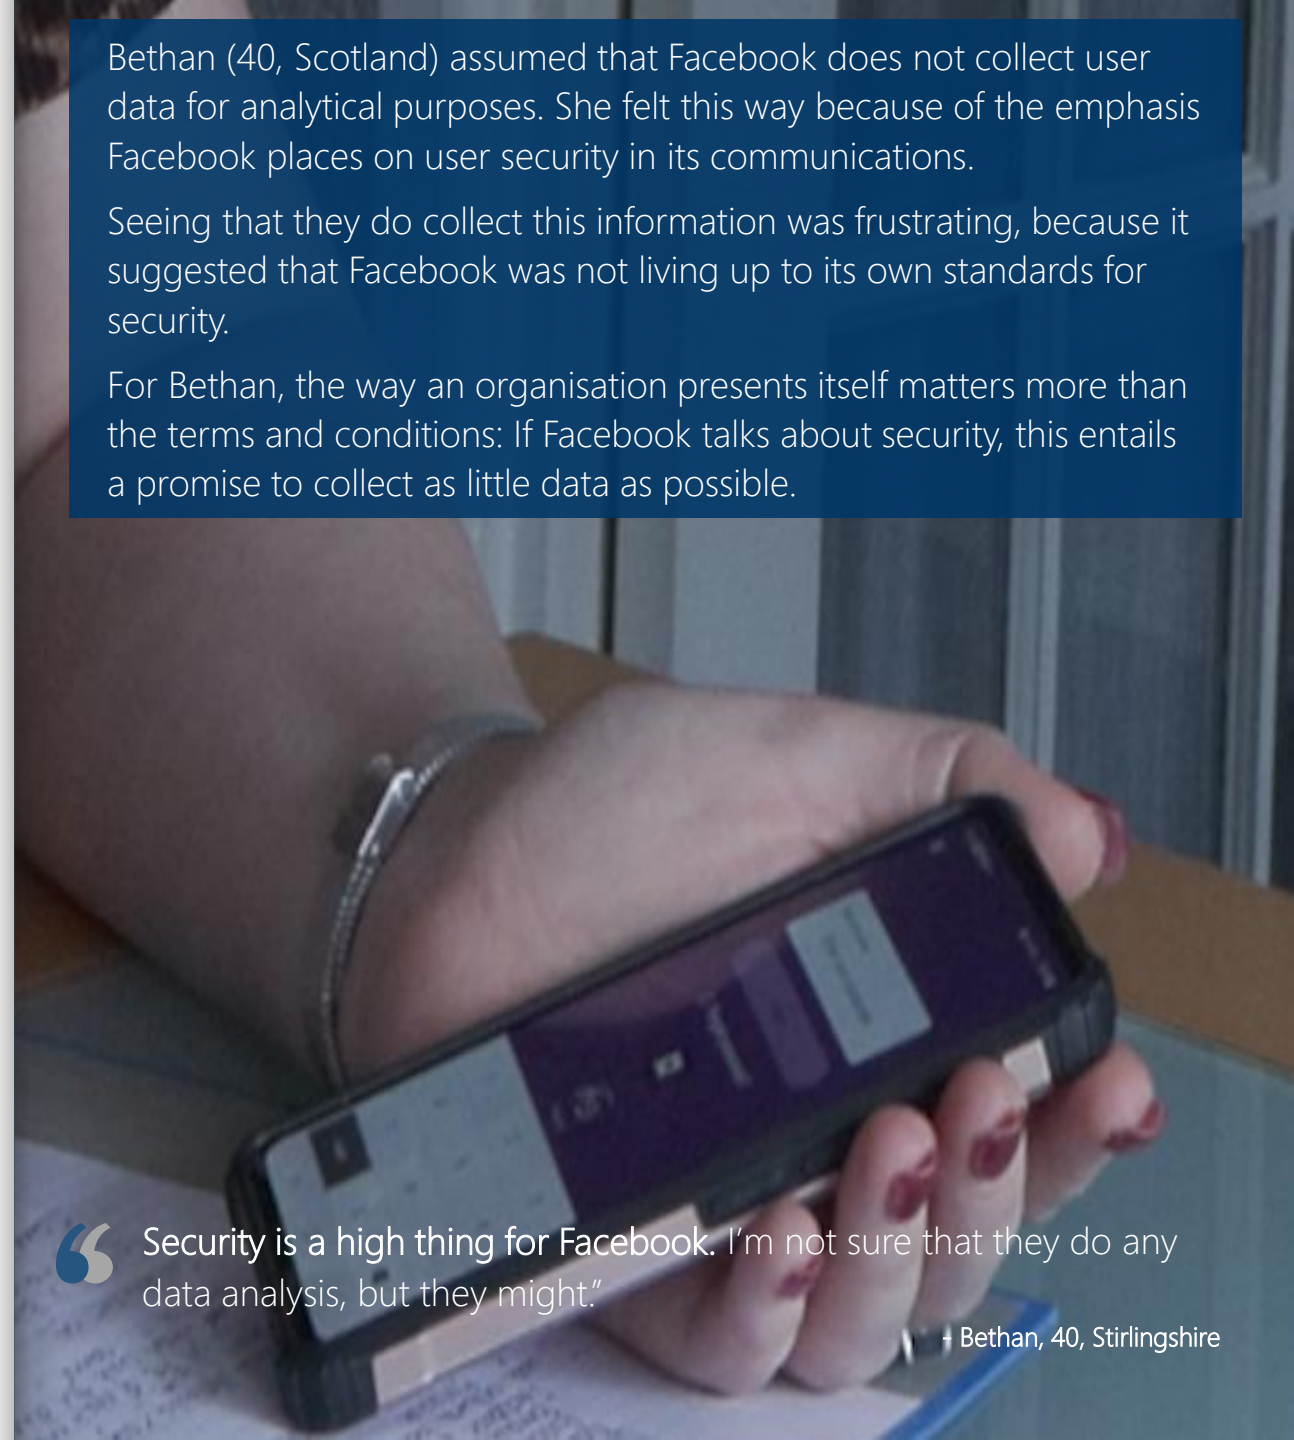 Bethan (40, Scotland) assumed that Facebook does not collect user
data for analytical purposes. She felt this way because of the emphasis
Facebook places on user security in its communications.
Seeing that they do collect this information was frustrating, because it
suggested that Facebook was not living up to its own standards for
security.
For Bethan, the way an organisation presents itself matters more than
the terms and conditions: If Facebook talks about security, this entails
a promise to collect as little data as possible.
Security is a high thing for Facebook. I’m not sure that they do any
data analysis, but they might.”
- Bethan, 40, Stirlingshire